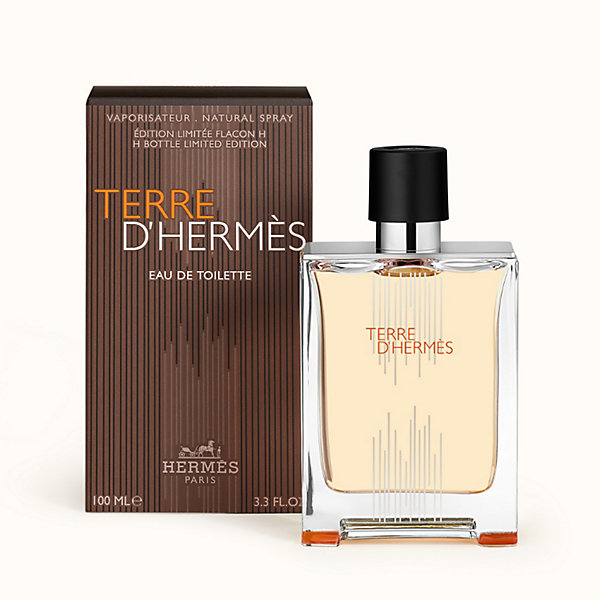 VAPORISATEUR . NATURAL SPRAY
ÉDITION LIMITÉE FLACON H
H BOTTLE LIMITED EDITION
TERRE
D'HERMÈS
EAU DE TOILETTE
HERMÈS
PARIS
100 ML℮
3.3 FL.OZ
TERRE
D'HERMÈS